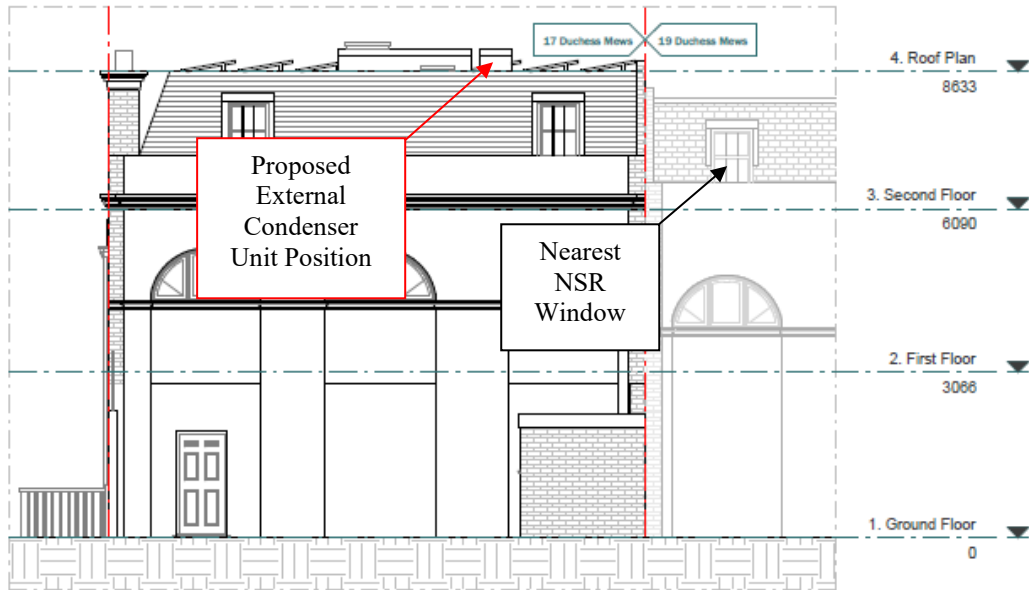 17 Duchess Mews
19 Duchess Mews
4. Roof Plan
8633
Proposed
External
Condenser
Unit Position
3. Second Floor
6090
Nearest
NSR
Window
2. First Floor
3066
1. Ground Floor
0